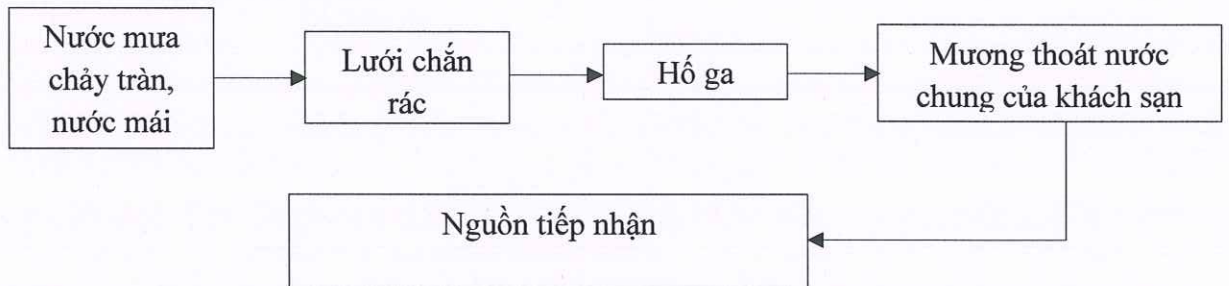 Nước mưa
chảy tràn,
nước mái
Lưới chắn
rác
Hố ga
Mương thoát nước
chung của khách sạn
Nguồn tiếp nhận